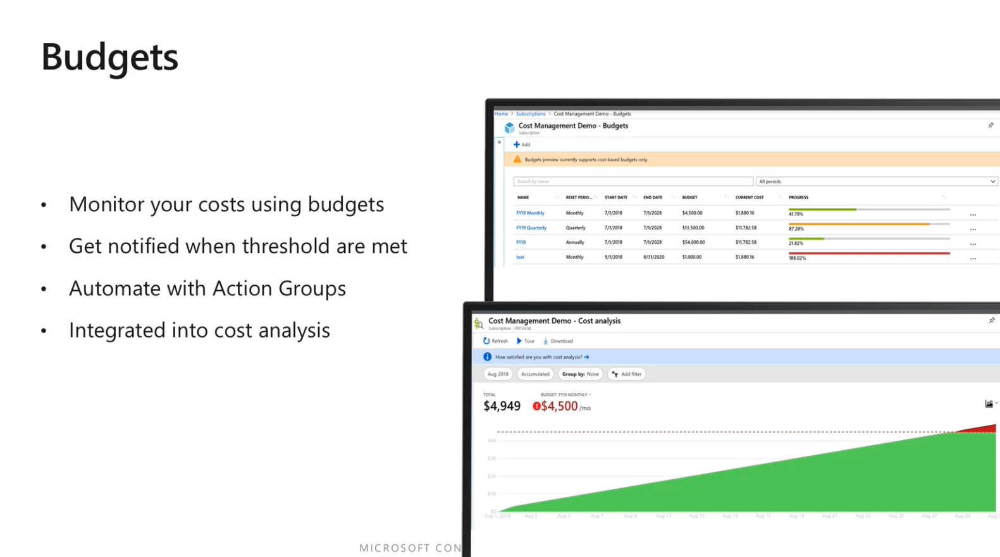 Budgets
• Monitor your costs using budgets
• Get notified when threshold are met
• Automate with Action Groups
• Integrated into cost analysis
Home > Subscriptions > Cost Management Demo - Budgets
Cost Management Demo - Budgets
Subscription
» + Add
Budgets preview currently supports cost-based budgets only.
Search by name All periods
NAME RESET PERIO... START DATE END DATE BUDGET CURRENT COST PROGRESS
FY19 Monthly Monthly 7/1/2018 7/1/2028 $4,500.00 $1,880.16 41.78% ...
FY19 Quarterly Quarterly 7/1/2018 7/1/2028 $13,500.00 $11,782.58 87.28% ...
FY19 Annually 7/1/2018 7/1/2028 $54,000.00 $11,782.58 21.82% ...
test Monthly 9/1/2018 8/31/2020 $1,000.00 $1,880.16 188.02% ...
Cost Management Demo - Cost analysis
Subscription - PREVIEW
Refresh Tour Download
How satisfied are you with cost analysis? →
Aug 2018 Accumulated Group by: None Add filter
TOTAL BUDGET: FY19 MONTHLY
$4,949 $4,500 /mo
$4K
$3K
$2K
$1K
$0
Aug 1, 2018 Aug 3 Aug 5 Aug 7 Aug 9 Aug 11 Aug 13 Aug 15 Aug 17 Aug 19 Aug 21 Aug 23 Aug 25 Aug 27 Aug 29 Aug
MICROSOFT CON